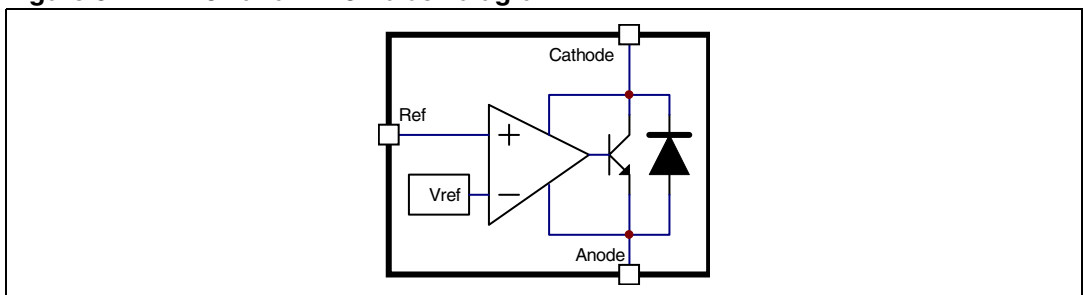 Cathode
Ref
+
−
Vref
Anode